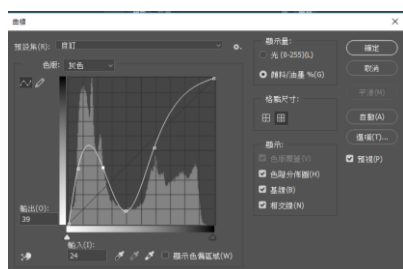 曲線
預設集(R): 自訂
色版: 灰色
輸出(O):
39
輸入(I):
24
顯示色偏區域(W)
顯示量:
光 (0-255)(L)
顏料/油墨 %(G)
格點尺寸:
顯示:
色版覆蓋(V)
色階分佈圖(H)
基線(B)
相交線(N)
確定
取消
平滑(M)
自動(A)
選項(T)...
預視(P)